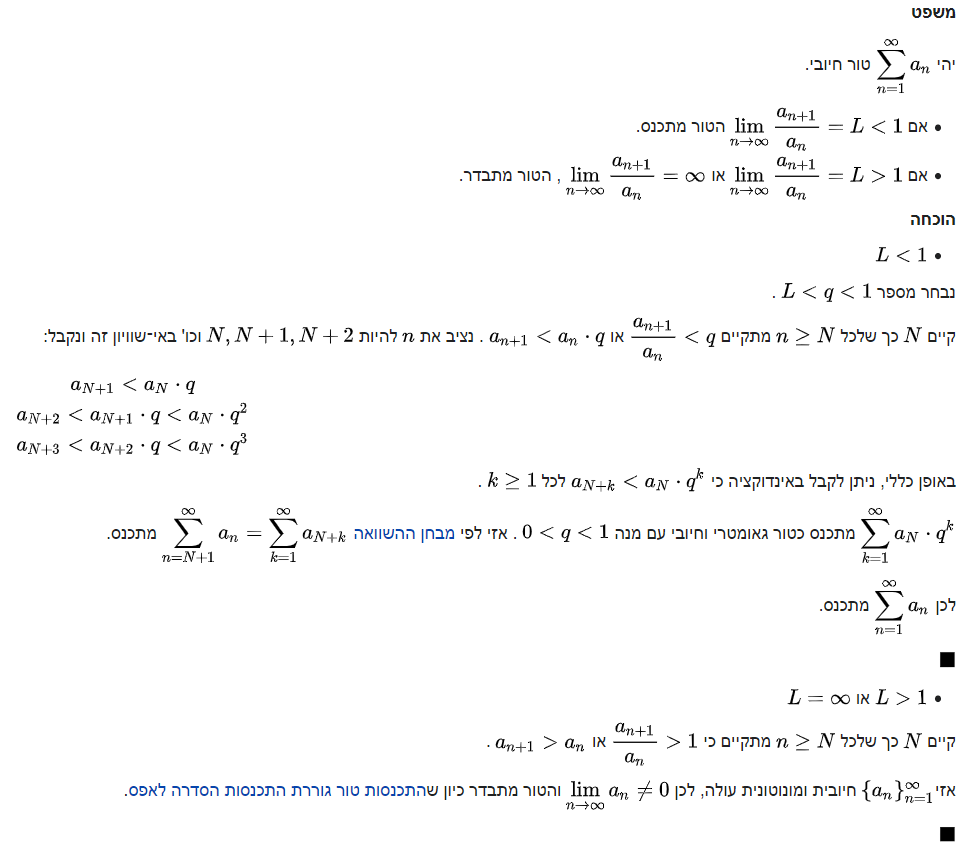 משפט
יהי $\sum_{n=1}^{\infty} a_n$ טור חיובי.
• אם $\lim_{n\to\infty} \frac{a_{n+1}}{a_n} = L < 1$ הטור מתכנס.
• אם $\lim_{n\to\infty} \frac{a_{n+1}}{a_n} = L > 1$ או $\lim_{n\to\infty} \frac{a_{n+1}}{a_n} = \infty$ , הטור מתבדר.
הוכחה
• $L < 1$
נבחר מספר $L < q < 1$ .
קיים $N$ כך שלכל $n \geq N$ מתקיים $\frac{a_{n+1}}{a_n} < q$ או $a_{n+1} < a_n \cdot q$ . נציב את $n$ להיות $N, N+1, N+2$ וכו' באי־שוויון זה ונקבל:
$a_{N+1} < a_N \cdot q$
$a_{N+2} < a_{N+1} \cdot q < a_N \cdot q^2$
$a_{N+3} < a_{N+2} \cdot q < a_N \cdot q^3$
באופן כללי, ניתן לקבל באינדוקציה כי $a_{N+k} < a_N \cdot q^k$ לכל $k \geq 1$ .
$\sum_{k=1}^{\infty} a_N \cdot q^k$ מתכנס כטור גאומטרי וחיובי עם מנה $0 < q < 1$ . אזי לפי מבחן ההשוואה $\sum_{n=N+1}^{\infty} a_n = \sum_{k=1}^{\infty} a_{N+k}$ מתכנס.
לכן $\sum_{n=1}^{\infty} a_n$ מתכנס.
■
• $L > 1$ או $L = \infty$
קיים $N$ כך שלכל $n \geq N$ מתקיים כי $\frac{a_{n+1}}{a_n} > 1$ או $a_{n+1} > a_n$ .
אזי $\{a_n\}_{n=1}^{\infty}$ חיובית ומונוטונית עולה, לכן $\lim_{n\to\infty} a_n \neq 0$ והטור מתבדר כיון שהתכנסות טור גוררת התכנסות הסדרה לאפס.
■